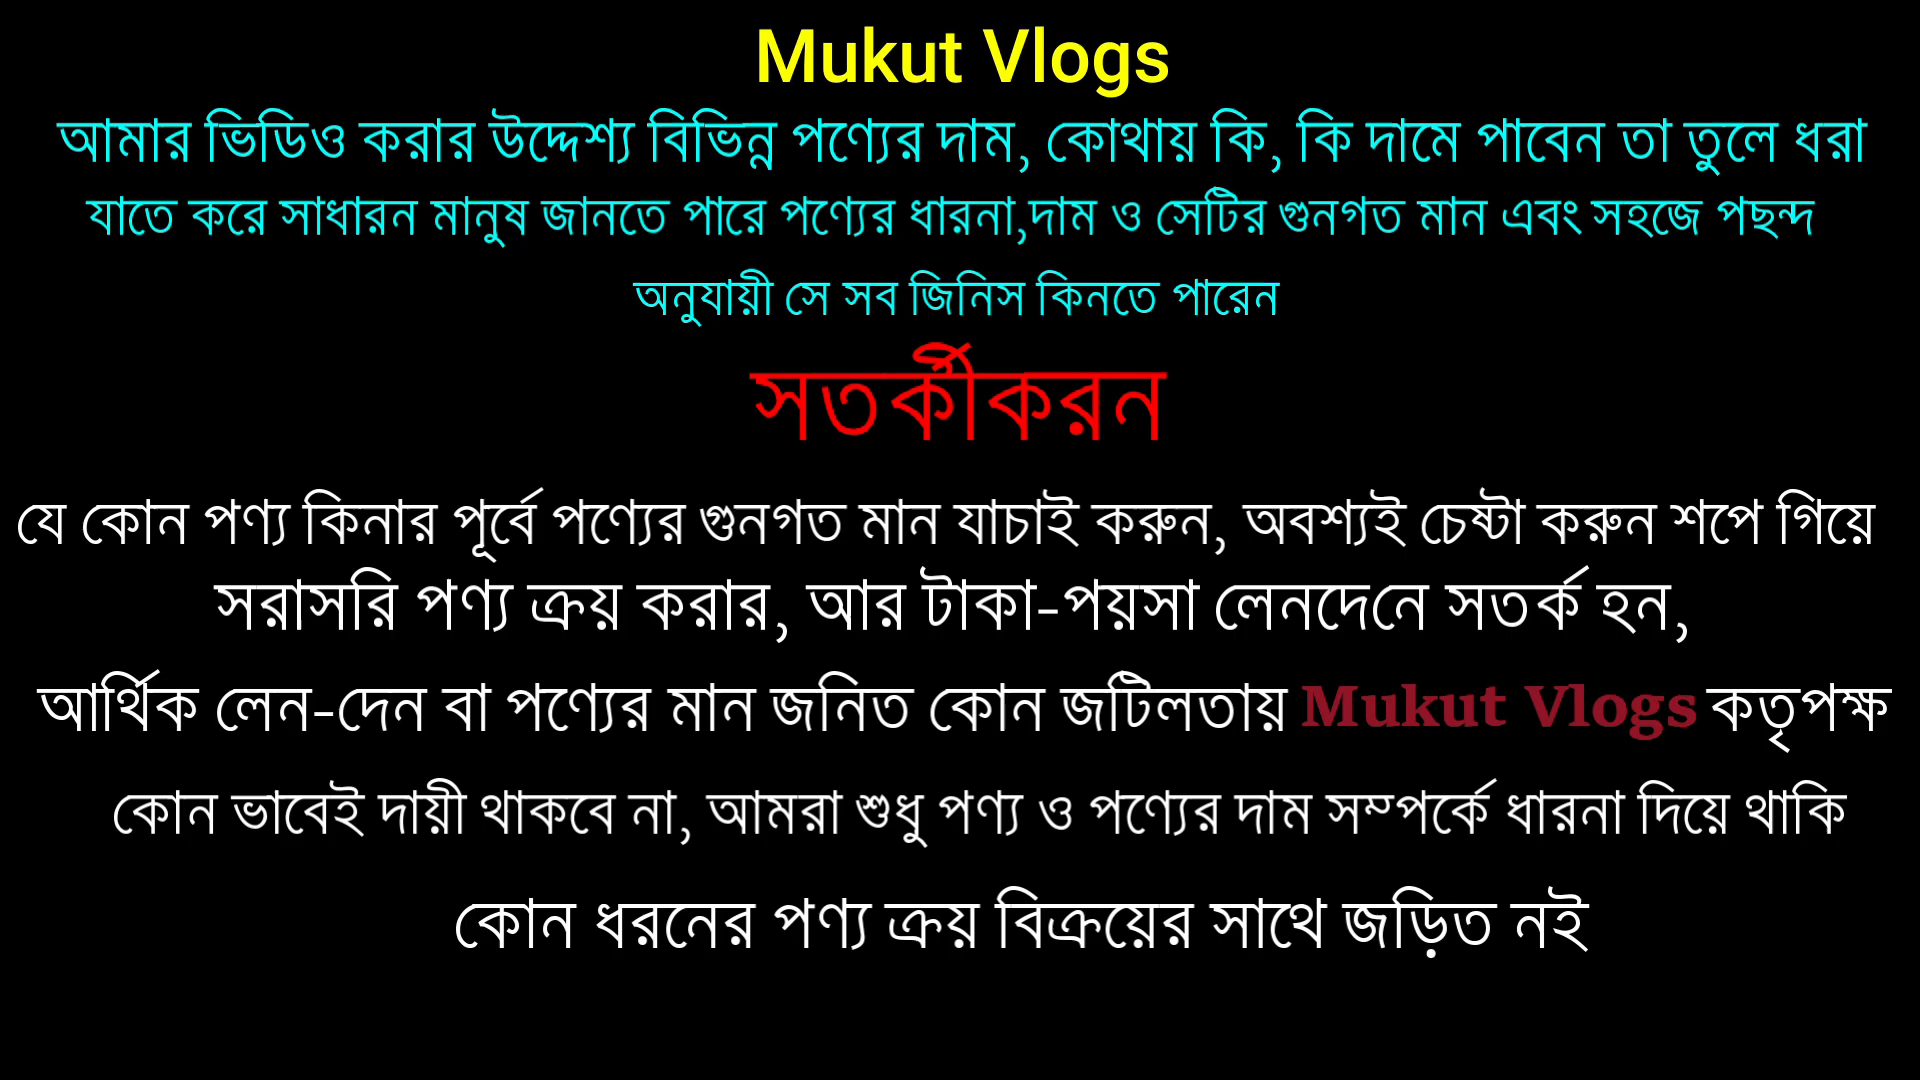 Mukut Vlogs
আমার ভিডিও করার উদ্দেশ্য বিভিন্ন পণ্যের দাম, কোথায় কি, কি দামে পাবেন তা তুলে ধরা
যাতে করে সাধারন মানুষ জানতে পারে পণ্যের ধারনা,দাম ও সেটির গুনগত মান এবং সহজে পছন্দ
অনুযায়ী সে সব জিনিস কিনতে পারেন
সতর্কীকরন
যে কোন পণ্য কিনার পূর্বে পণ্যের গুনগত মান যাচাই করুন, অবশ্যই চেষ্টা করুন শপে গিয়ে
সরাসরি পণ্য ক্রয় করার, আর টাকা-পয়সা লেনদেনে সতর্ক হন,
আর্থিক লেন-দেন বা পণ্যের মান জনিত কোন জটিলতায় Mukut Vlogs কতৃপক্ষ
কোন ভাবেই দায়ী থাকবে না, আমরা শুধু পণ্য ও পণ্যের দাম সম্পর্কে ধারনা দিয়ে থাকি
কোন ধরনের পণ্য ক্রয় বিক্রয়ের সাথে জড়িত নই